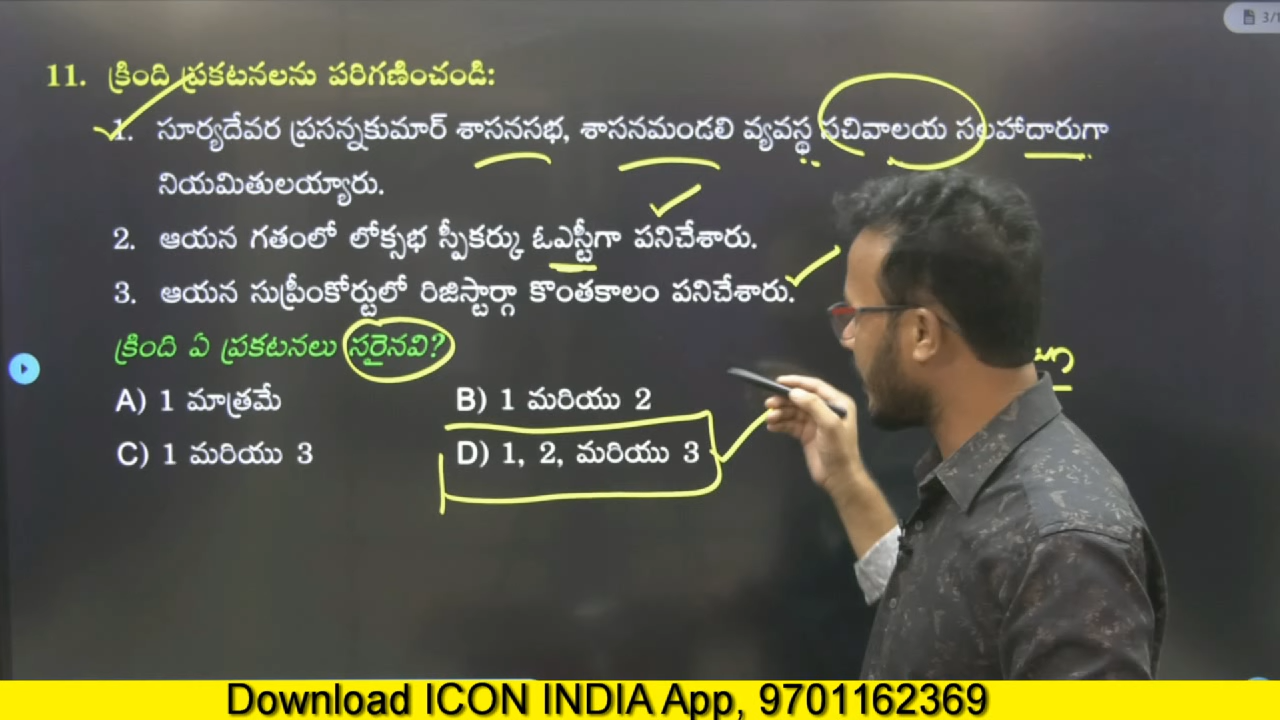 3/1
11. క్రింది ప్రకటనలను పరిగణించండి:
1. సూర్యదేవర ప్రసన్నకుమార్ శాసనసభ, శాసనమండలి వ్యవస్థ సచివాలయ సలహాదారుగా
నియమితులయ్యారు.
2. ఆయన గతంలో లోక్సభ స్పీకర్కు ఓఎస్టీగా పనిచేశారు.
3. ఆయన సుప్రీంకోర్టులో రిజిస్టార్గా కొంతకాలం పనిచేశారు.
క్రింది ఏ ప్రకటనలు సరైనవి?
A) 1 మాత్రమే B) 1 మరియు 2
C) 1 మరియు 3 D) 1, 2, మరియు 3
Download ICON INDIA App, 9701162369